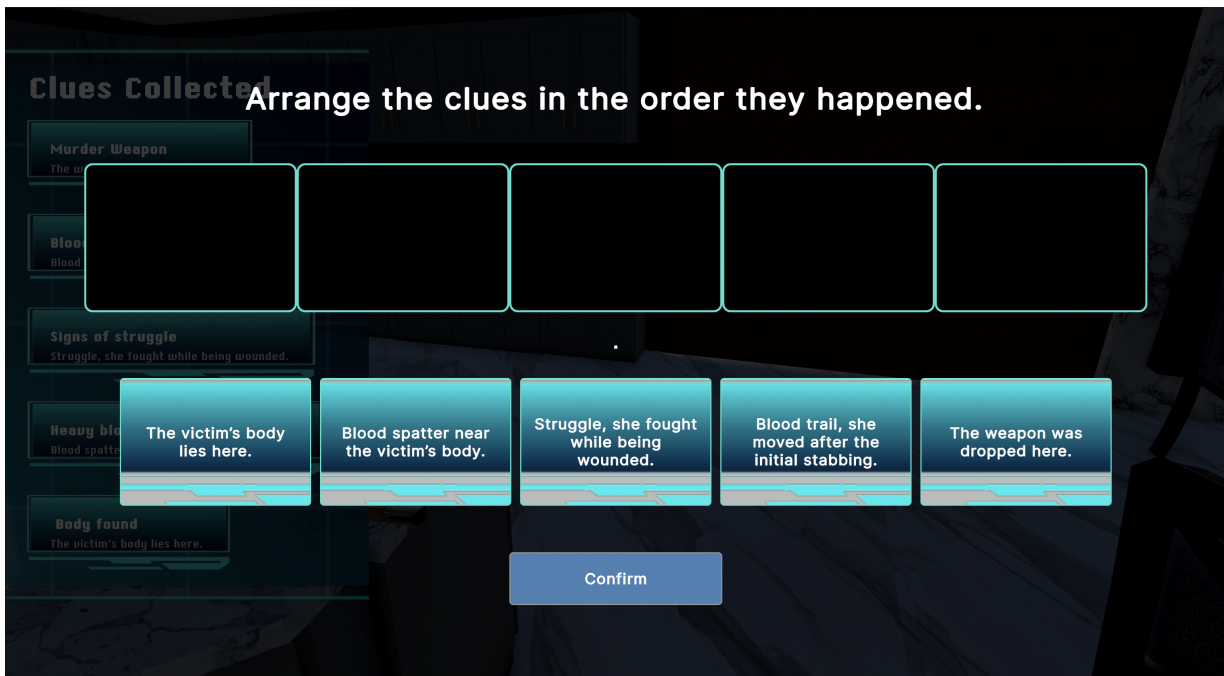 Clues Collected
Arrange the clues in the order they happened.
Murder Weapon
The
Blood
Signs of struggle
Struggle, she fought while being wounded.
.
Heavy
Blood
Body found
The victim's body lies here.
The victim's body
lies here.
Blood spatter near
the victim's body.
Struggle, she fought
while being
wounded.
Blood trail, she
moved after the
initial stabbing.
The weapon was
dropped here.
Confirm